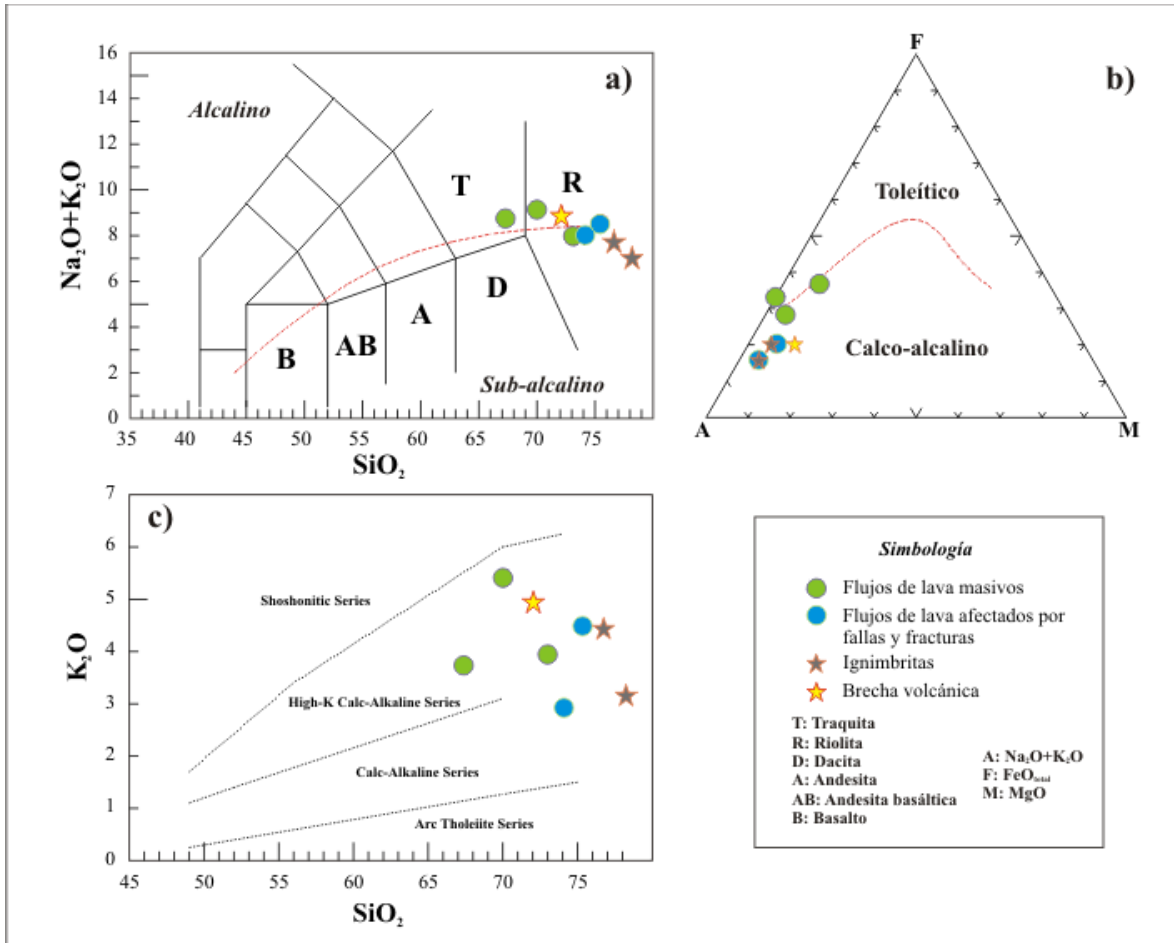 a)
Na₂O+K₂O
16
14
12
10
8
6
4
2
0
Alcalino
T
R
B
AB
A
D
Sub-alcalino
35 40 45 50 55 60 65 70 75
SiO₂
b)
F
Toleítico
Calco-alcalino
A
M
c)
K₂O
7
6
5
4
3
2
1
0
Shoshonitic Series
High-K Calc-Alkaline Series
Calc-Alkaline Series
Arc Tholeiite Series
45 50 55 60 65 70 75
SiO₂
Simbología
Flujos de lava masivos
Flujos de lava afectados por
fallas y fracturas
Ignimbritas
Brecha volcánica
T: Traquita
R: Riolita
D: Dacita
A: Andesita
AB: Andesita basáltica
B: Basalto
A: Na₂O+K₂O
F: FeOtotal
M: MgO